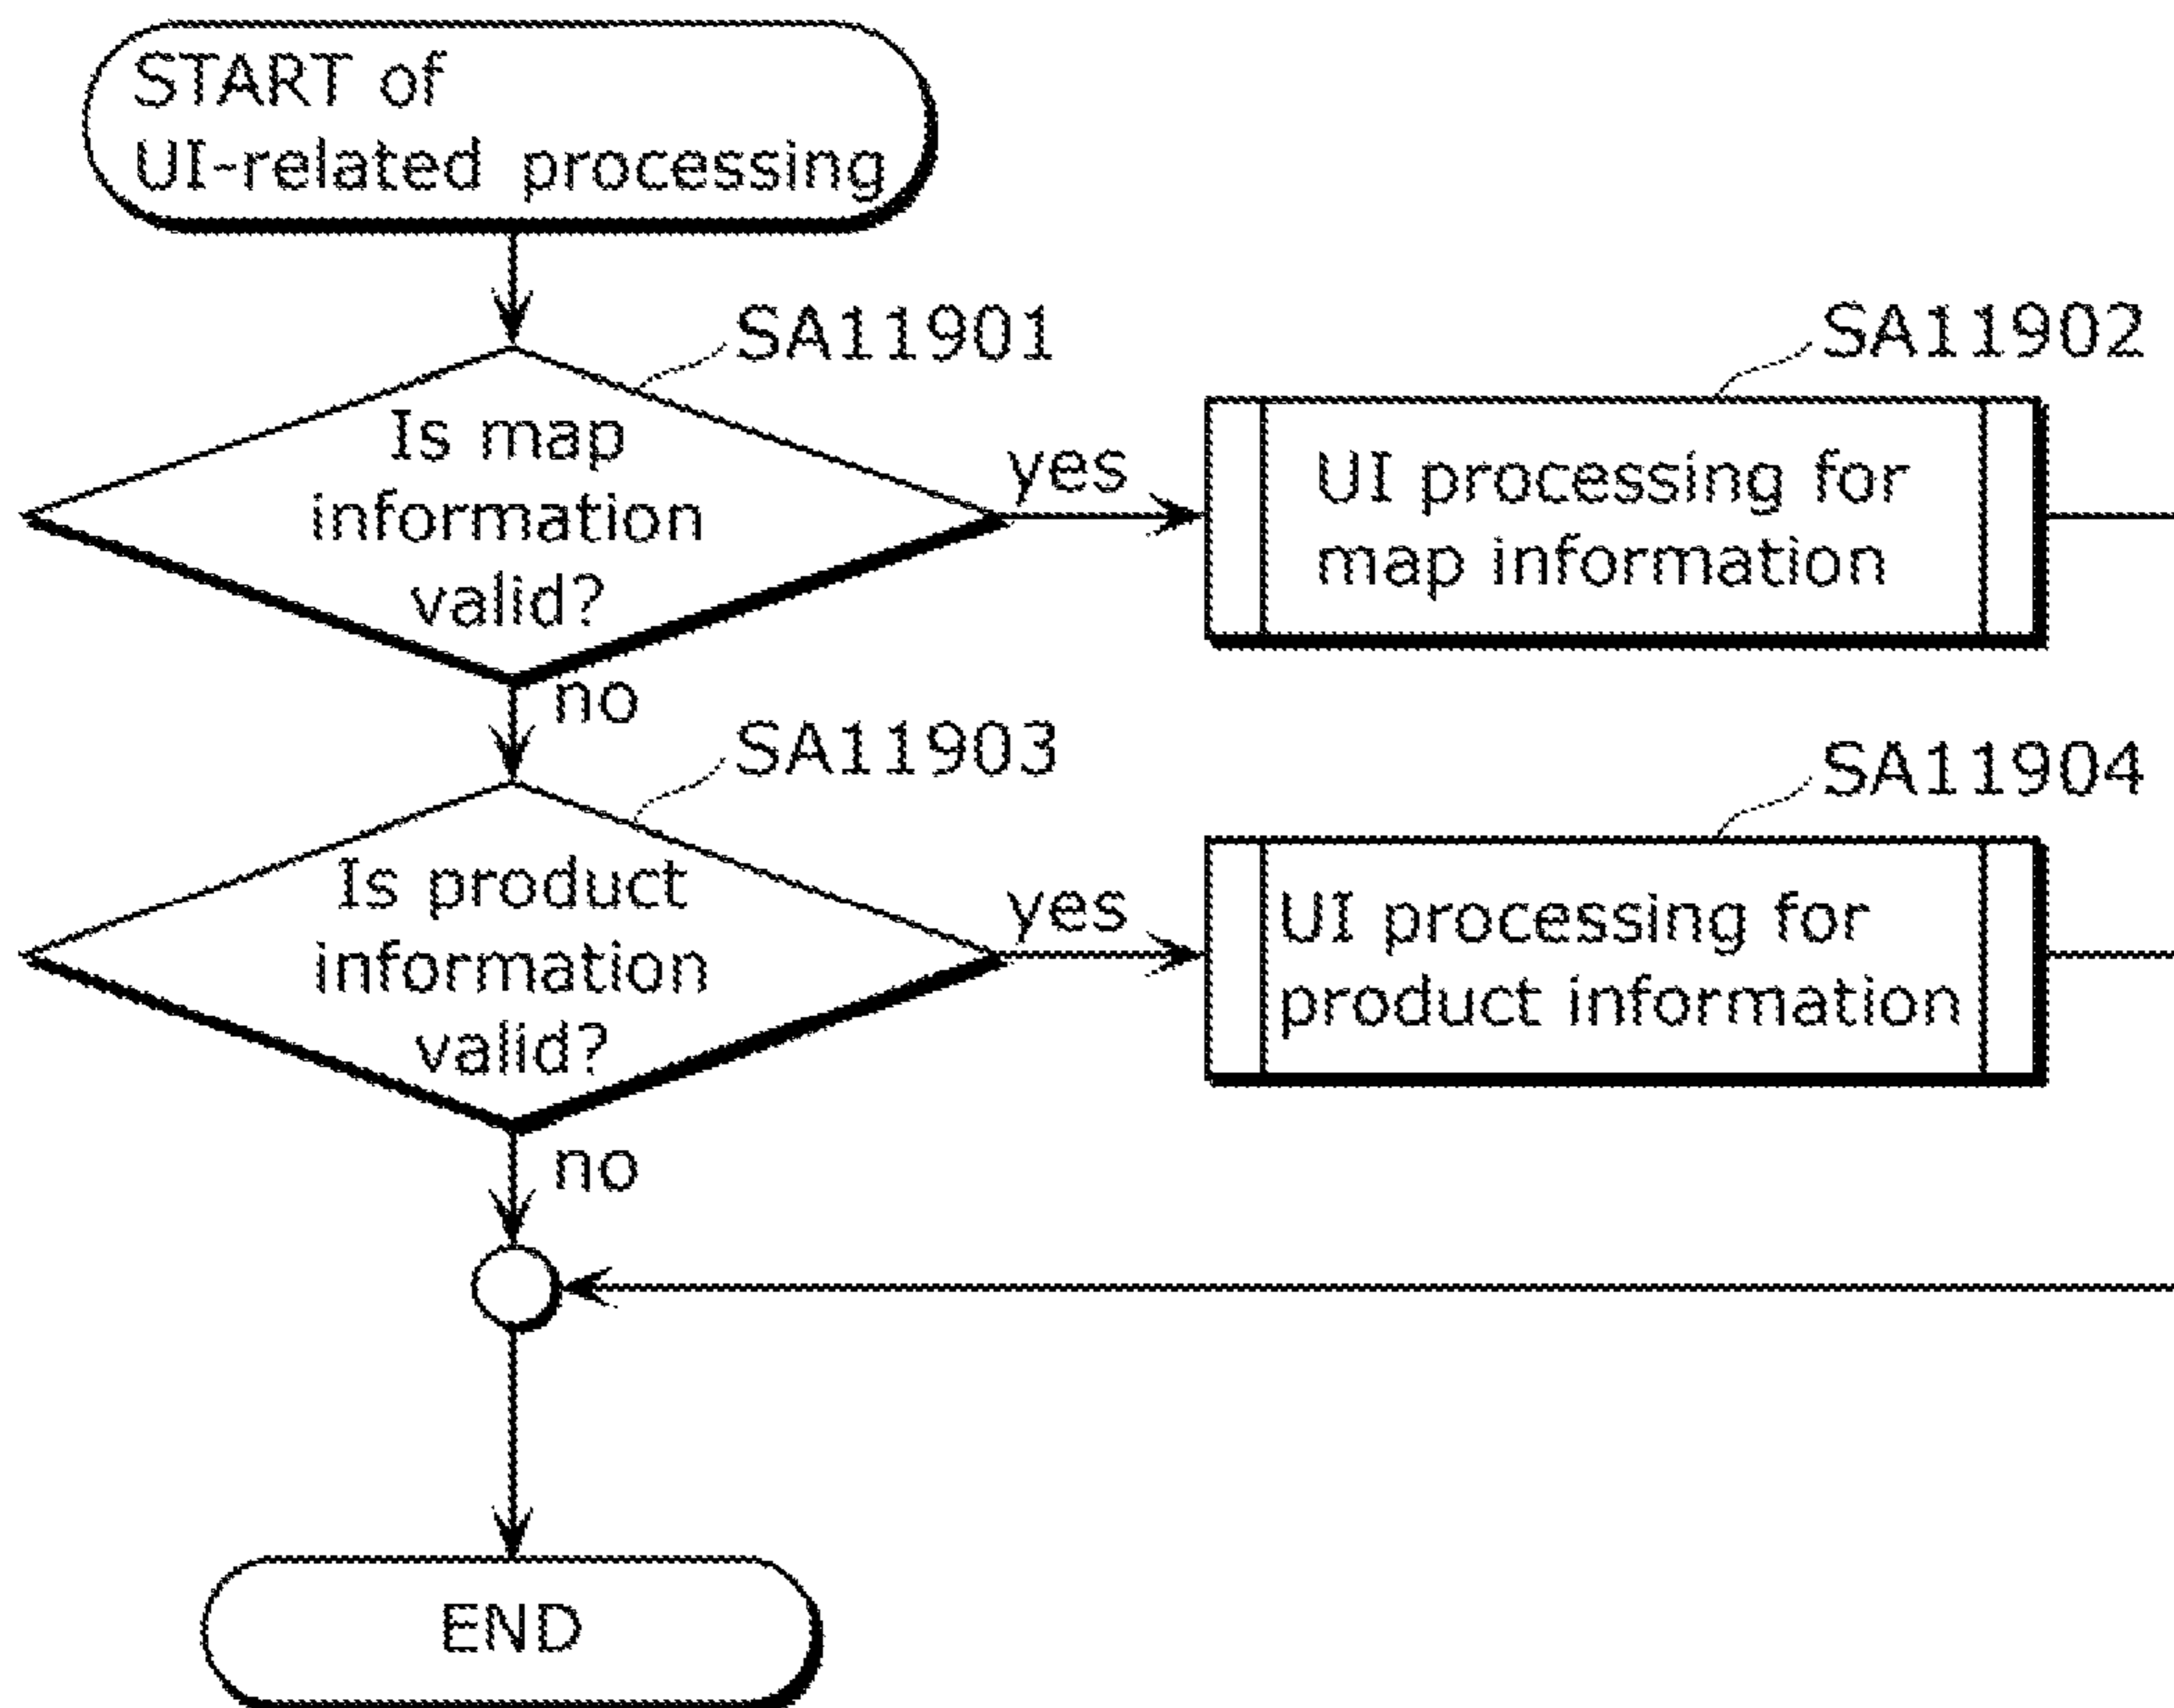 START of
UI-related processing
SA11901
SA11902
Is map
information
valid?
yes
UI processing for
map information
no
SA11903
SA11904
Is product
information
valid?
yes
UI processing for
product information
no
END